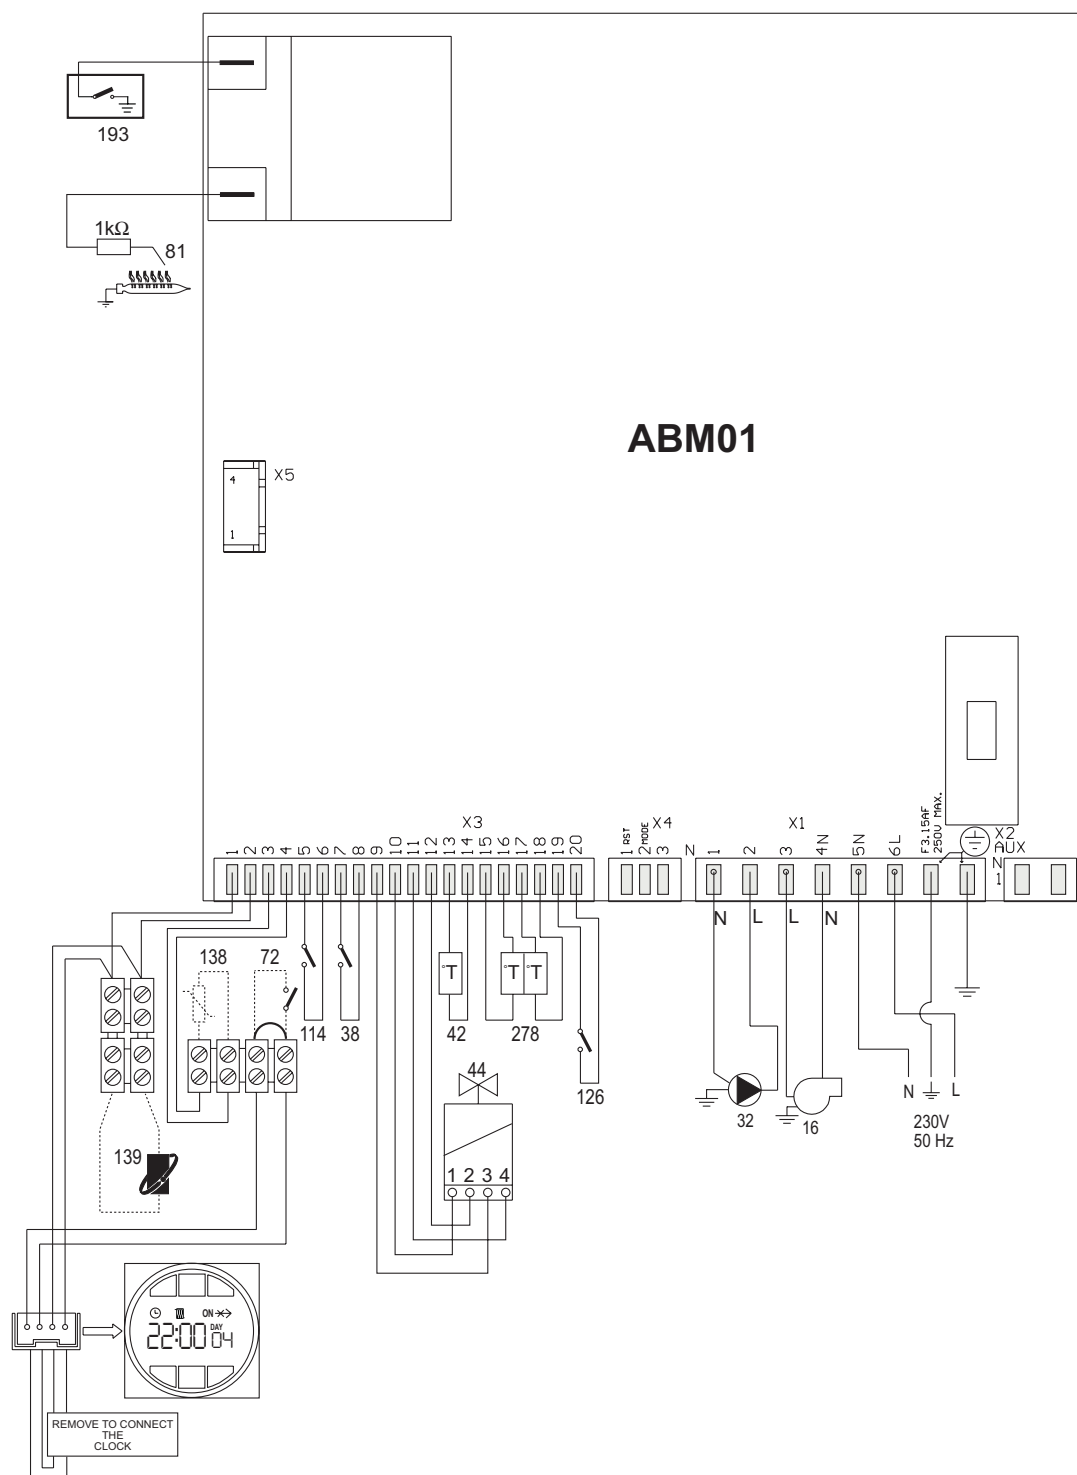 193
1kΩ
81
ABM01
X5
4
1
F3.15AF
250V MAX.
X3
X4
X1
X2
AUX
N
1
1 2 3 4 5 6 7 8 9 10 11 12 13 14 15 16 17 18 19 20
1 RST
2 MODE
3
N
1 2 3 4N 5N 6L
N L L N
138
72
114
38
°T
42
°T °T
278
126
44
1 2 3 4
32
16
N L
230V
50 Hz
139
ON
22:00
DAY
04
REMOVE TO CONNECT
THE
CLOCK